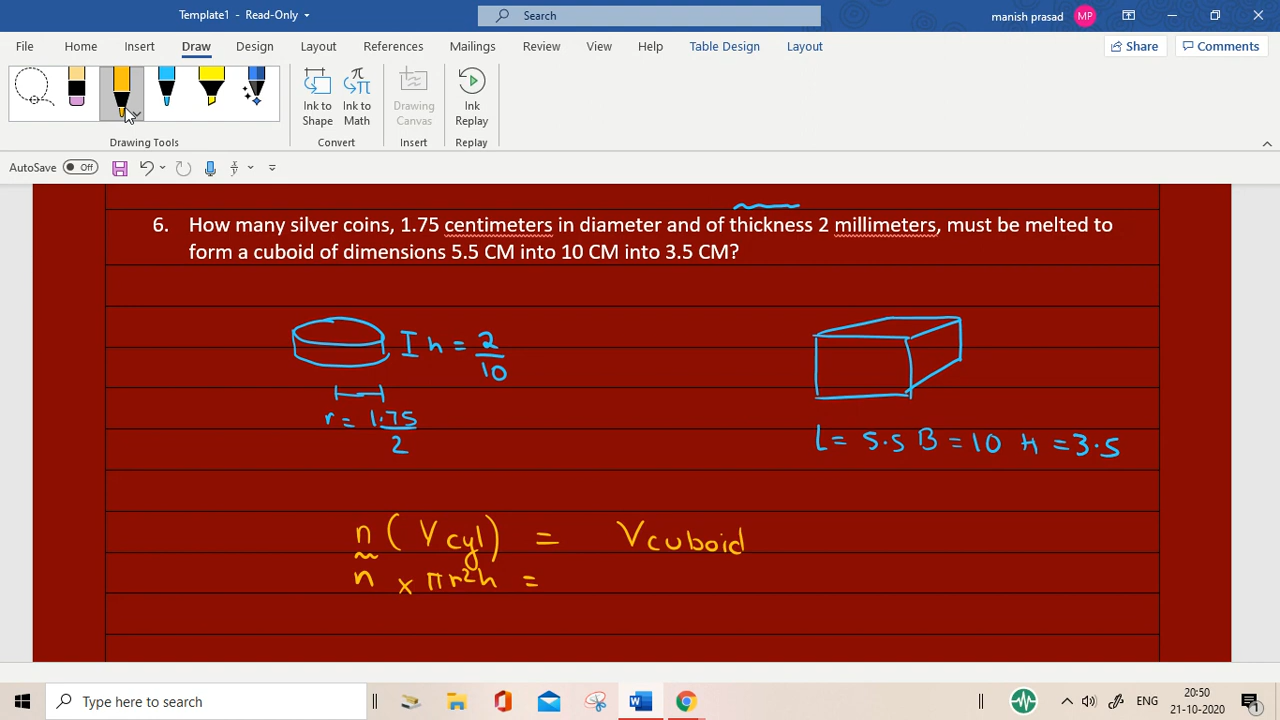 Template1 - Read-Only
Search
manish prasad MP
File Home Insert Draw Design Layout References Mailings Review View Help Table Design Layout Share Comments
Ink to Shape
Ink to Math
Drawing Canvas
Ink Replay
Drawing Tools Convert Insert Replay
AutoSave Off
6. How many silver coins, 1.75 centimeters in diameter and of thickness 2 millimeters, must be melted to
form a cuboid of dimensions 5.5 CM into 10 CM into 3.5 CM?
I h = 2/10
r = 1.75/2
L = 5.5 B = 10 H = 3.5
n ( Vcyl) = Vcuboid
n × πr²h =
Type here to search
ENG
20:50
21-10-2020
1